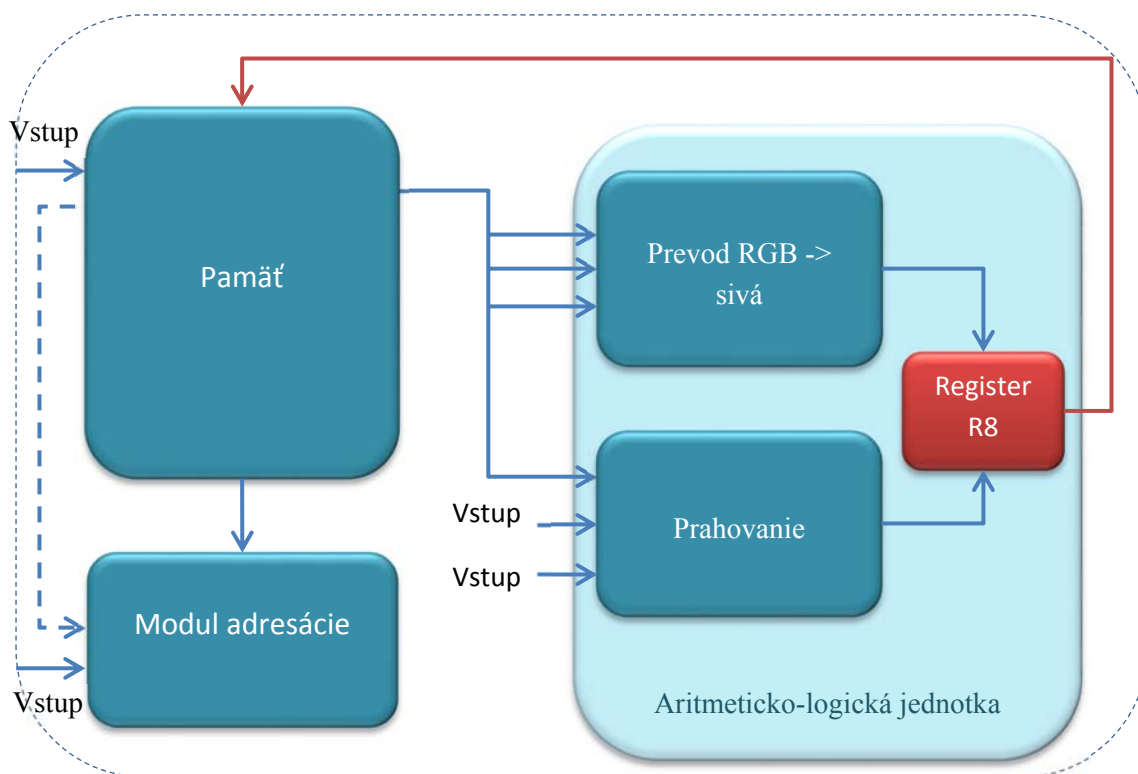 Vstup
Pamäť
Prevod RGB ->
sivá
Register
R8
Vstup
Prahovanie
Vstup
Modul adresácie
Vstup
Aritmeticko-logická jednotka